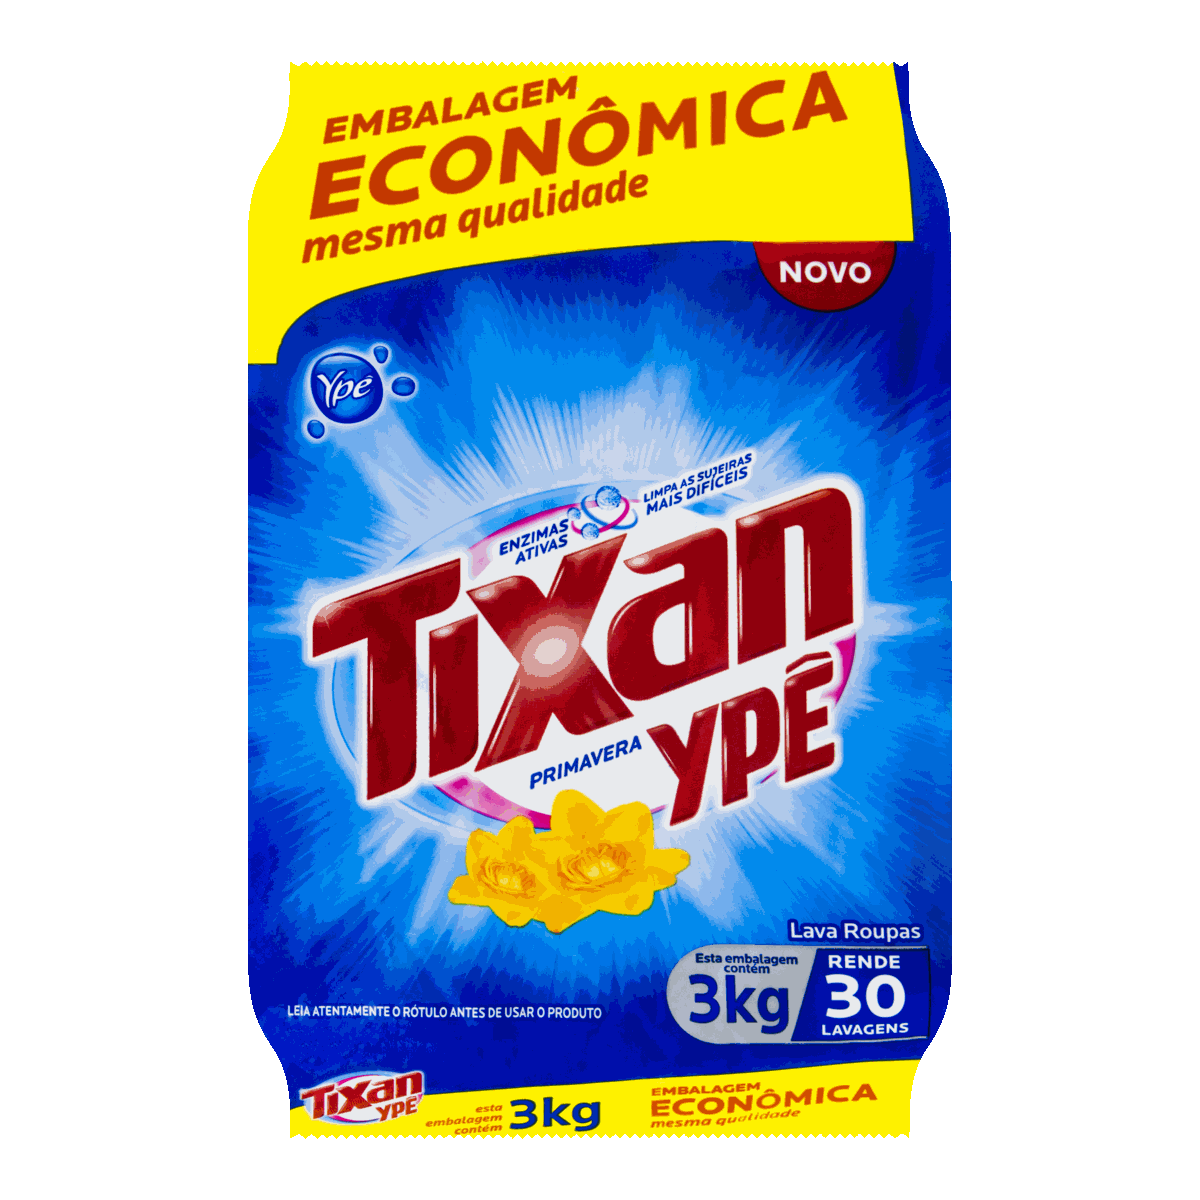 EMBALAGEM
ECONÔMICA
mesma qualidade
NOVO
Ypê
ENZIMAS
ATIVAS
LIMPA AS SUJEIRAS
MAIS DIFÍCEIS
Tixan
YPÊ
PRIMAVERA
Lava Roupas
Esta embalagem
contém
3kg
RENDE
30
LAVAGENS
LEIA ATENTAMENTE O RÓTULO ANTES DE USAR O PRODUTO
Tixan
YPÊ
esta
embalagem
contém
3kg
EMBALAGEM
ECONÔMICA
mesma qualidade